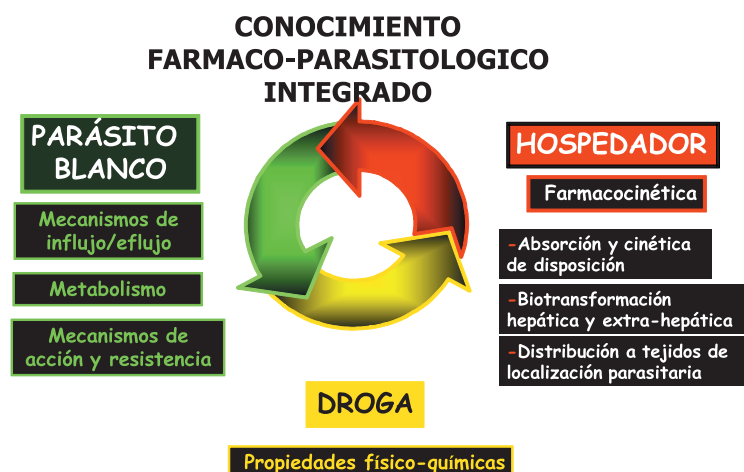 CONOCIMIENTO
FARMACO-PARASITOLOGICO
INTEGRADO
PARÁSITO
BLANCO
Mecanismos de
influjo/eflujo
Metabolismo
Mecanismos de
acción y resistencia
HOSPEDADOR
Farmacocinética
-Absorción y cinética
de disposición
-Biotransformación
hepática y extra-hepática
-Distribución a tejidos de
localización parasitaria
DROGA
Propiedades físico-químicas